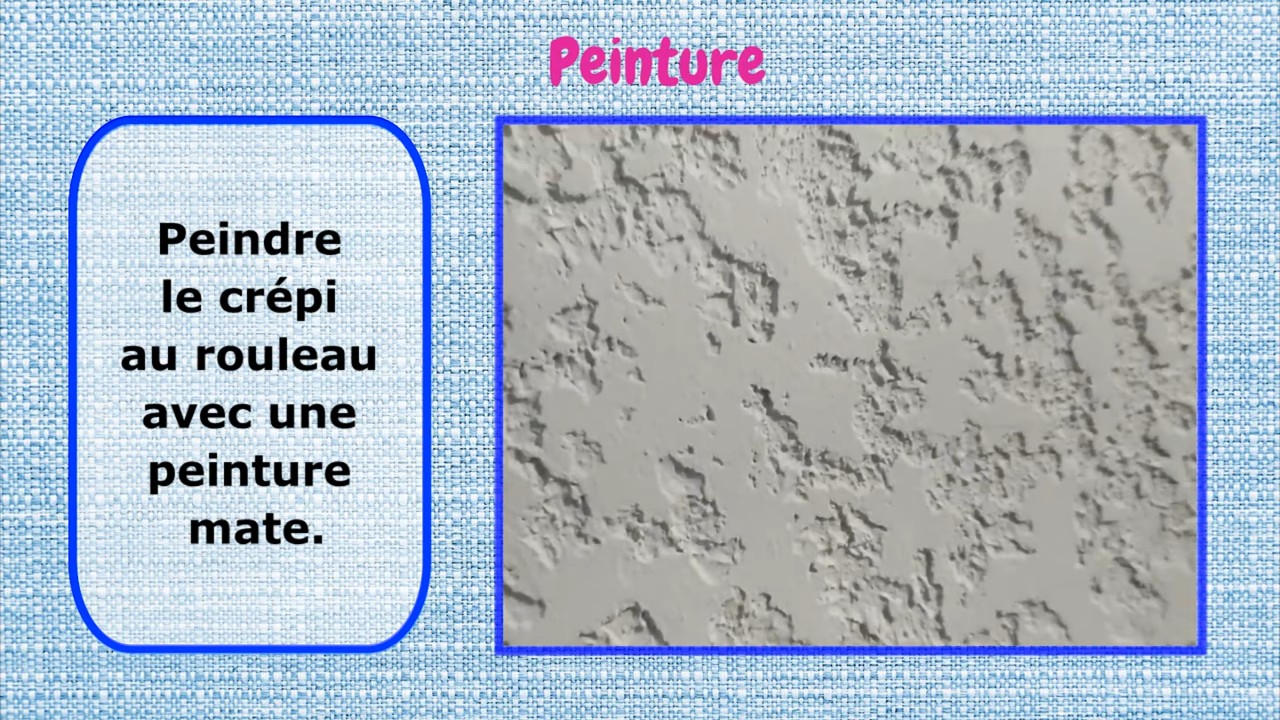 Peinture
Peindre
le crépi
au rouleau
avec une
peinture
mate.